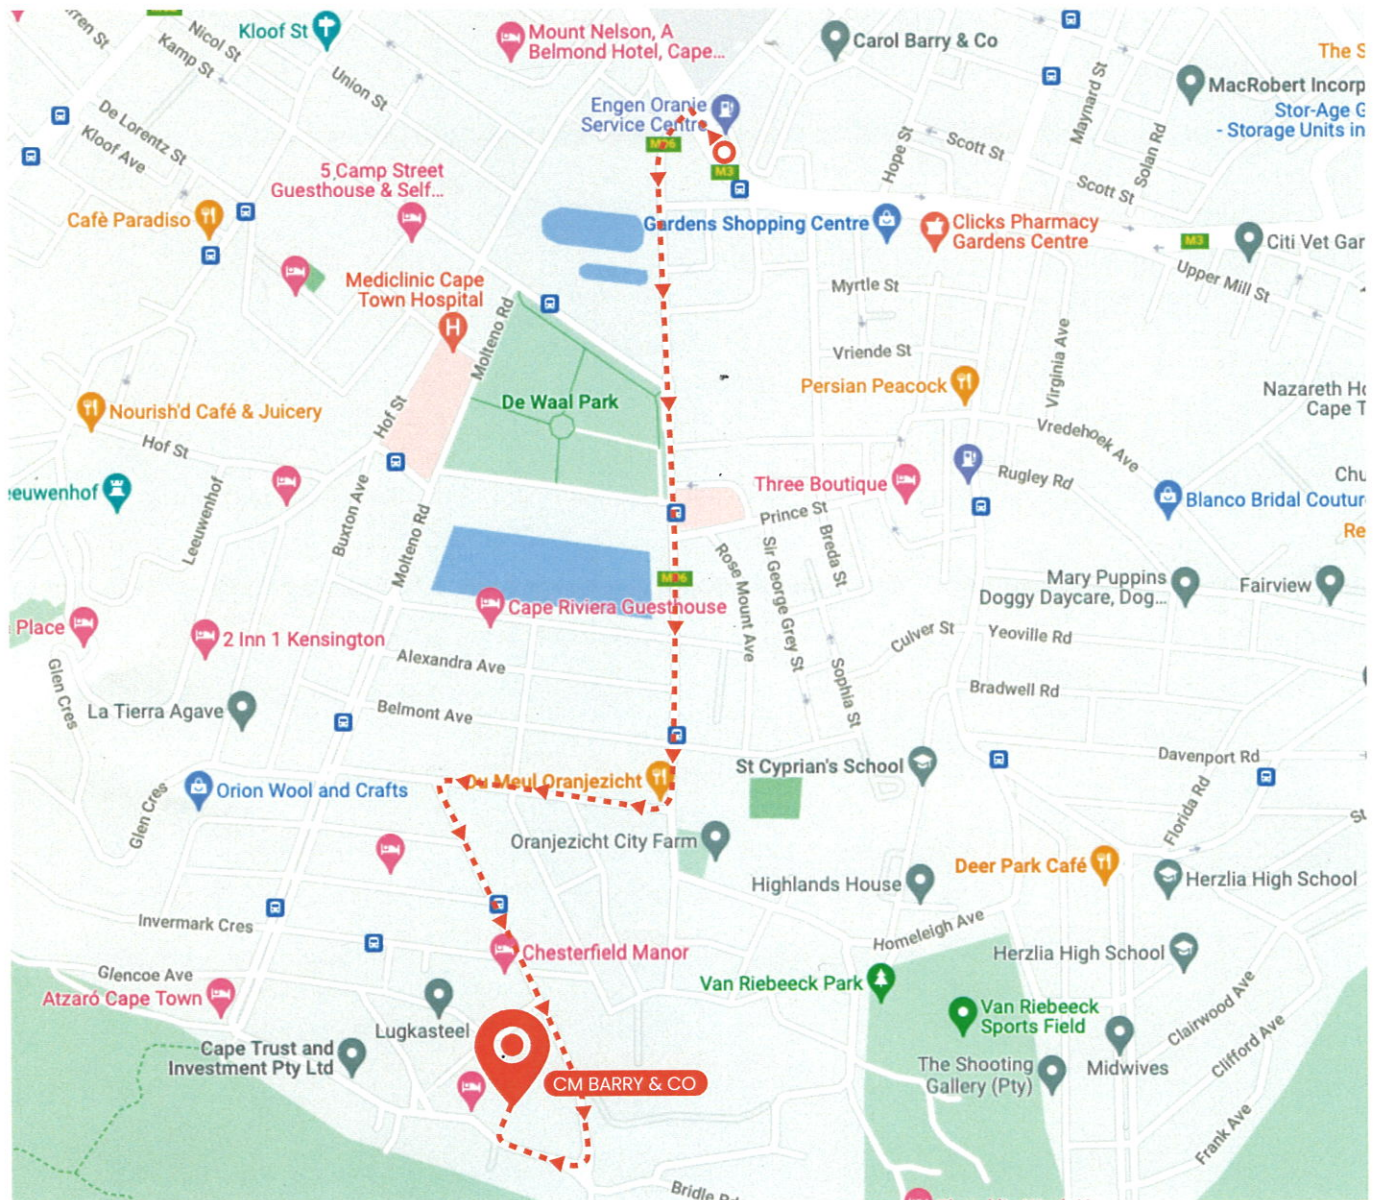 Nicol St
Kamp St
Kloof St
Union St
Mount Nelson, A
Belmond Hotel, Cape...
Carol Barry & Co
The S
Maynard St
MacRobert Incorp
Stor-Age G
- Storage Units in
De Lorentz St
Kloof Ave
Engen Oranje
Service Centre
M3
Hope St
Scott St
Solan Rd
Scott St
5 Camp Street
Guesthouse & Self...
Cafè Paradiso
Gardens Shopping Centre
Clicks Pharmacy
Gardens Centre
M3
Citi Vet Gar
Upper Mill St
Mediclinic Cape
Town Hospital
Myrtle St
Molteno Rd
Vriende St
Virginia Ave
Persian Peacock
Nazareth Ho
Cape T
De Waal Park
Nourish'd Café & Juicery
Hof St
Hof St
Vredehoek Ave
Chu
eeuwenhof
Leeuwenhof
Buxton Ave
Molteno Rd
Three Boutique
Rugley Rd
Blanco Bridal Coutur
Prince St
Re
Rose Mount Ave
Sir George Grey St
Breda St
Mary Puppins
Doggy Daycare, Dog...
Fairview
Cape Riviera Guesthouse
Place
2 Inn 1 Kensington
Culver St
Yeoville Rd
Alexandra Ave
Glen Cres
Sophia St
Bradwell Rd
La Tierra Agave
Belmont Ave
Davenport Rd
St Cyprian's School
Orion Wool and Crafts
Ou Meul Oranjezicht
Glen Cres
Florida Rd
St
Oranjezicht City Farm
Deer Park Café
Highlands House
Herzlia High School
Invermark Cres
Homeleigh Ave
Chesterfield Manor
Herzlia High School
Glencoe Ave
Van Riebeeck Park
Atzaró Cape Town
Van Riebeeck
Sports Field
Clairwood Ave
Lugkasteel
Clifford Ave
Cape Trust and
Investment Pty Ltd
The Shooting
Gallery (Pty)
Midwives
CM BARRY & CO
Frank Ave